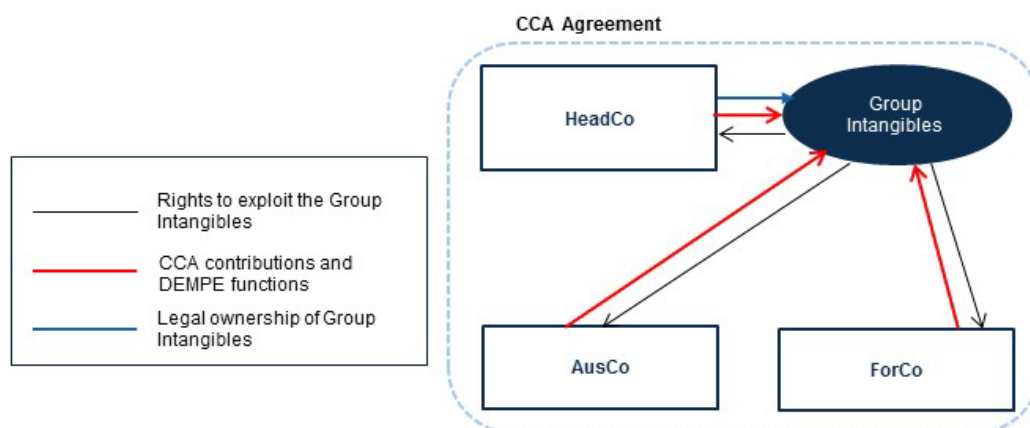 CCA Agreement
HeadCo
Group
Intangibles
Rights to exploit the Group
Intangibles
CCA contributions and
DEMPE functions
Legal ownership of Group
Intangibles
AusCo
ForCo